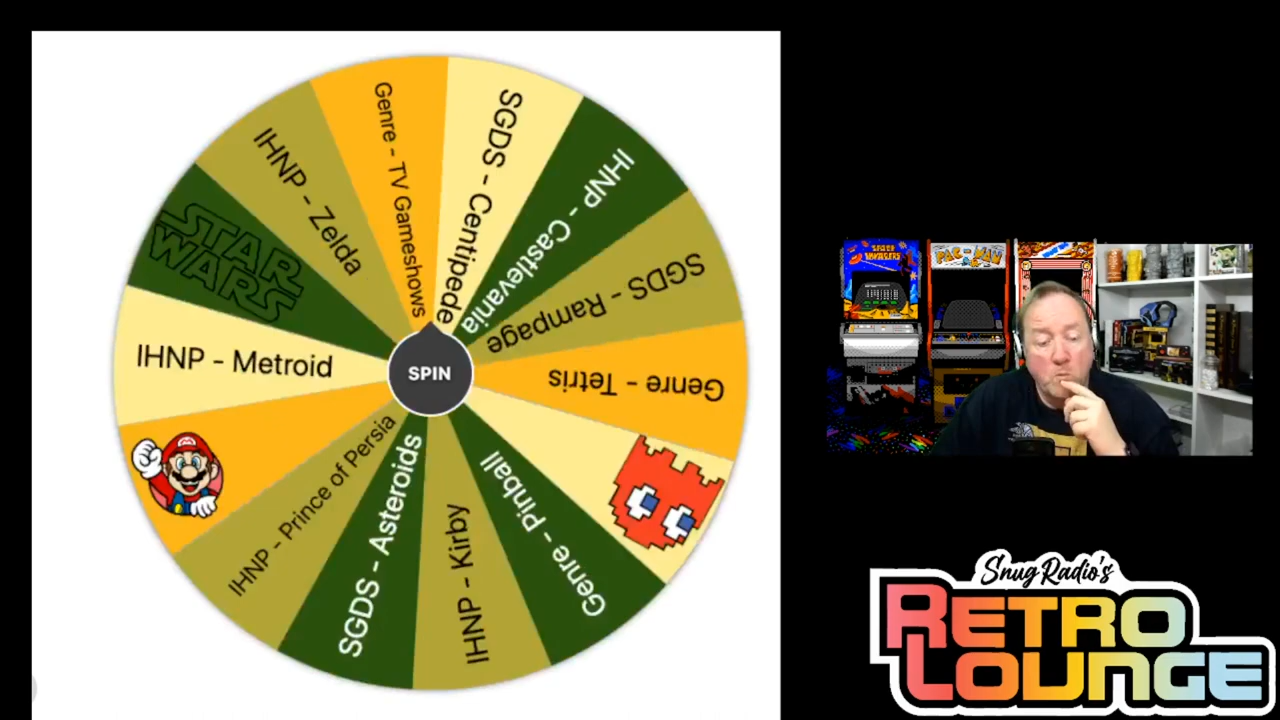 Genre - TV Gameshows
SGDS - Centipede
IHNP - Castlevania
SGDS - Rampage
Genre - Tetris
Genre - Pinball
IHNP - Kirby
SGDS - Asteroids
IHNP - Prince of Persia
IHNP - Metroid
STAR
WARS
IHNP - Zelda
SPIN
SPACE
INVADERS
PAC-MAN
Snug Radio's
RETRO
LOUNGE